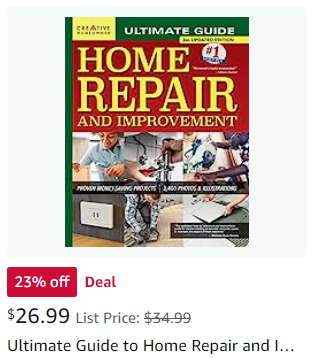 CREATIVE
HOMEOWNER
ULTIMATE GUIDE
3RD UPDATED EDITION
HOME
#1
REPAIR
AND IMPROVEMENT
PROVEN MONEY-SAVING PROJECTS
3,400 PHOTOS & ILLUSTRATIONS
23% off Deal
$26.99 List Price: $34.99
Ultimate Guide to Home Repair and I...